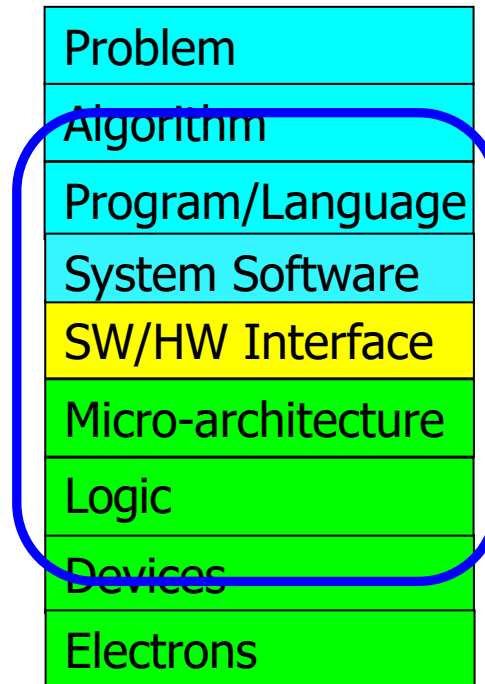 Problem
Algorithm
Program/Language
System Software
SW/HW Interface
Micro-architecture
Logic
Devices
Electrons